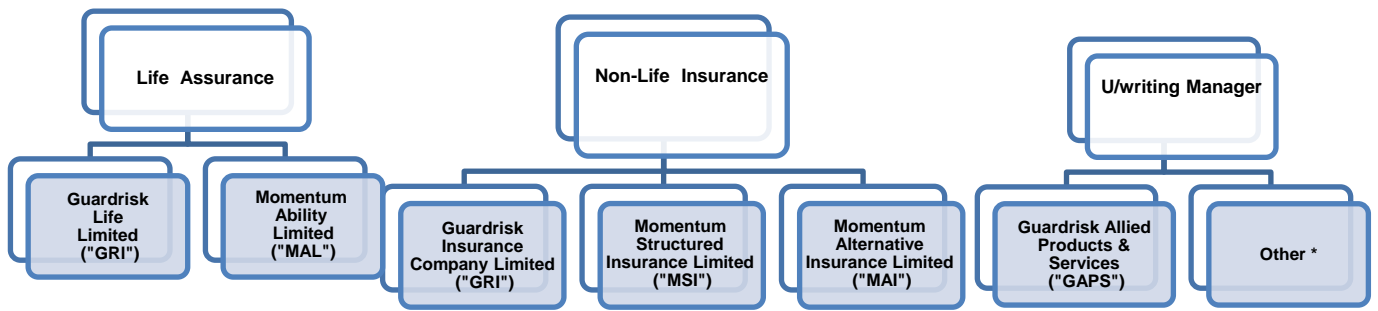 Life Assurance
Non-Life Insurance
U/writing Manager
Guardrisk
Life
Limited
("GRI")
Momentum
Ability
Limited
("MAL")
Guardrisk
Insurance
Company Limited
("GRI")
Momentum
Structured
Insurance Limited
("MSI")
Momentum
Alternative
Insurance Limited
("MAI")
Guardrisk Allied
Products &
Services
("GAPS")
Other *